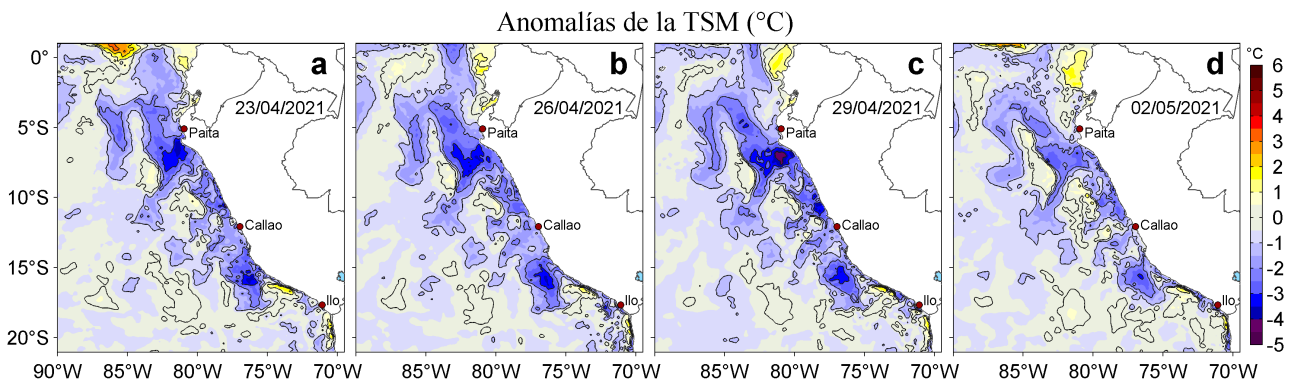 Anomalías de la TSM (°C)
a
23/04/2021
Paita
Callao
Ilo
b
26/04/2021
Paita
Callao
Ilo
c
29/04/2021
Paita
Callao
Ilo
d
02/05/2021
Paita
Callao
Ilo
0°
5°S
10°S
15°S
20°S
90°W 85°W 80°W 75°W 70°W
85°W 80°W 75°W 70°W
85°W 80°W 75°W 70°W
85°W 80°W 75°W 70°W
°C
6
5
4
3
2
1
0
-1
-2
-3
-4
-5